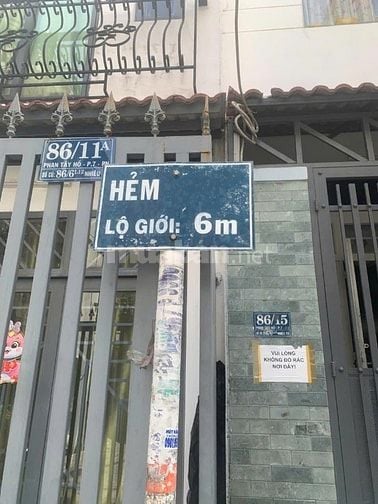 86/11A
PHAN TÂY HỒ - P.7 - PN
HẺM
LỘ GIỚI: 6m
86/15
VUI LÒNG
KHÔNG ĐỔ RÁC
NƠI ĐÂY!